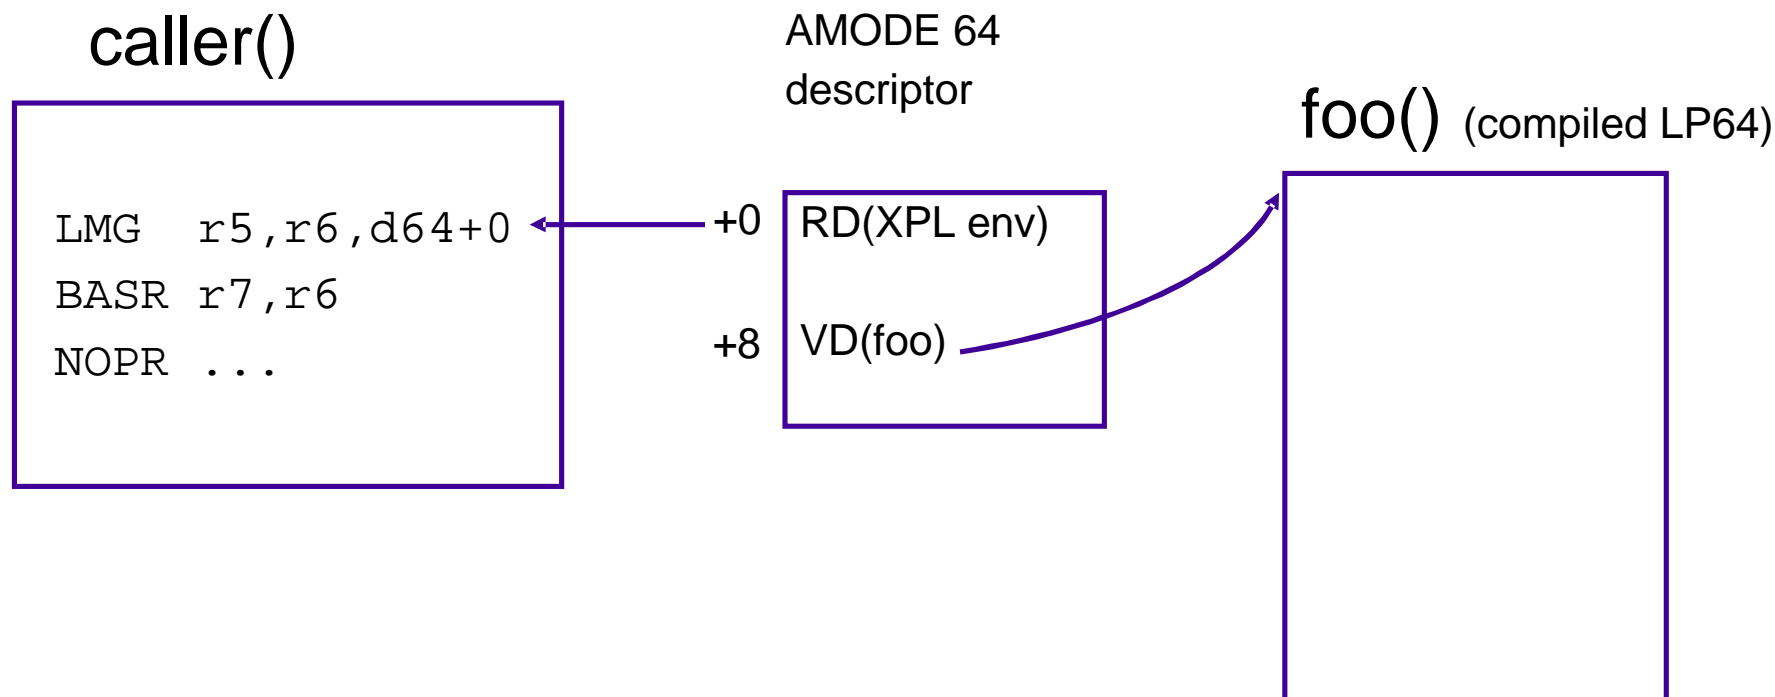 caller()
LMG r5,r6,d64+0
BASR r7,r6
NOPR ...
AMODE 64
descriptor
+0 RD(XPL env)
+8 VD(foo)
foo() (compiled LP64)